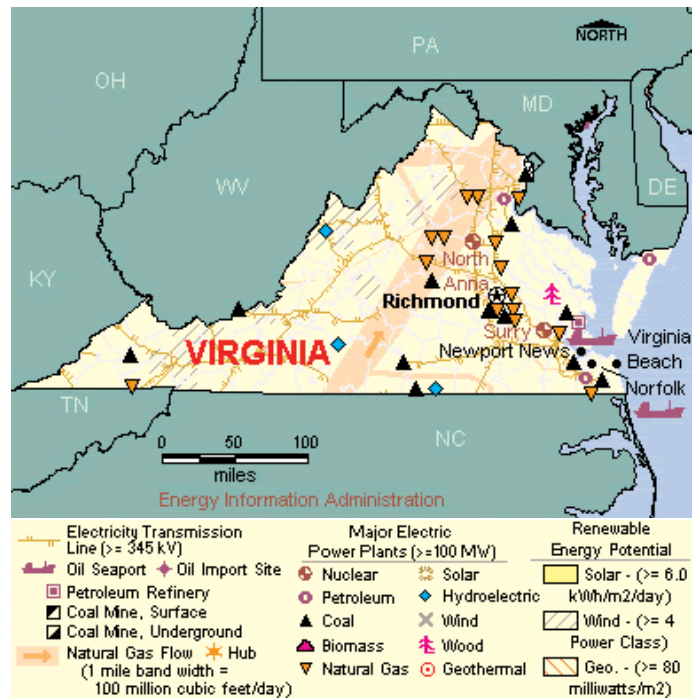 PA
NORTH
OH
MD
WV
DE
KY
North
Anna
Richmond
Surry
VIRGINIA
Newport News
Virginia
Beach
Norfolk
TN
NC
0 50 100
miles
Energy Information Administration
Electricity Transmission
Line (>= 345 kV)
Oil Seaport
Oil Import Site
Petroleum Refinery
Coal Mine, Surface
Coal Mine, Underground
Natural Gas Flow
Hub
(1 mile band width =
100 million cubic feet/day)
Major Electric
Power Plants (>=100 MW)
Nuclear
Solar
Petroleum
Hydroelectric
Coal
Wind
Biomass
Wood
Natural Gas
Geothermal
Renewable
Energy Potential
Solar - (>= 6.0
kWh/m2/day)
Wind - (>= 4
Power Class)
Geo. - (>= 80
milliwatts/m2)